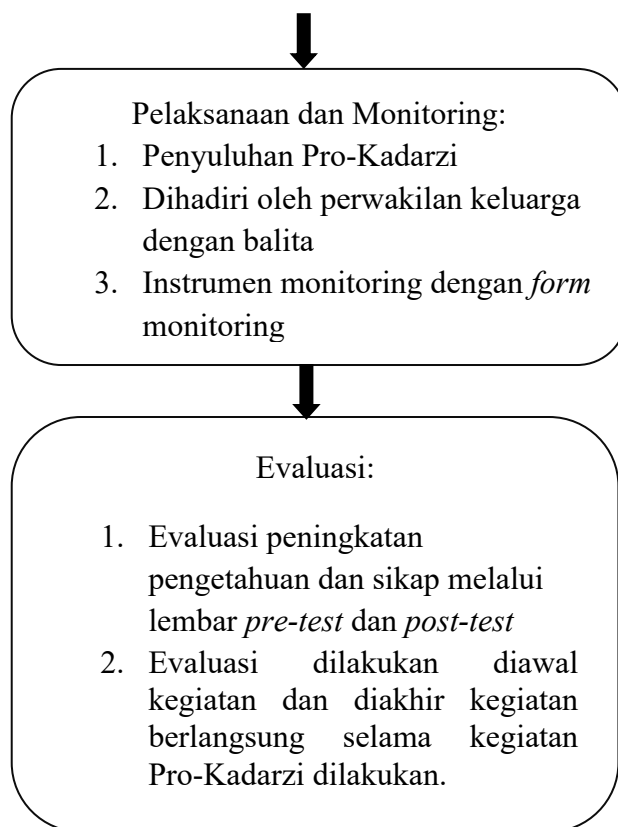 Pelaksanaan dan Monitoring:
1. Penyuluhan Pro-Kadarzi
2. Dihadiri oleh perwakilan keluarga
dengan balita
3. Instrumen monitoring dengan form
monitoring
Evaluasi:
1. Evaluasi peningkatan
pengetahuan dan sikap melalui
lembar pre-test dan post-test
2. Evaluasi dilakukan diawal
kegiatan dan diakhir kegiatan
berlangsung selama kegiatan
Pro-Kadarzi dilakukan.